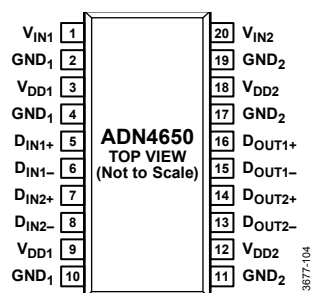 VIN1 1
GND1 2
VDD1 3
GND1 4
DIN1+ 5
DIN1– 6
DIN2+ 7
DIN2– 8
VDD1 9
GND1 10
ADN4650
TOP VIEW
(Not to Scale)
20 VIN2
19 GND2
18 VDD2
17 GND2
16 DOUT1+
15 DOUT1–
14 DOUT2+
13 DOUT2–
12 VDD2
11 GND2
3677-104